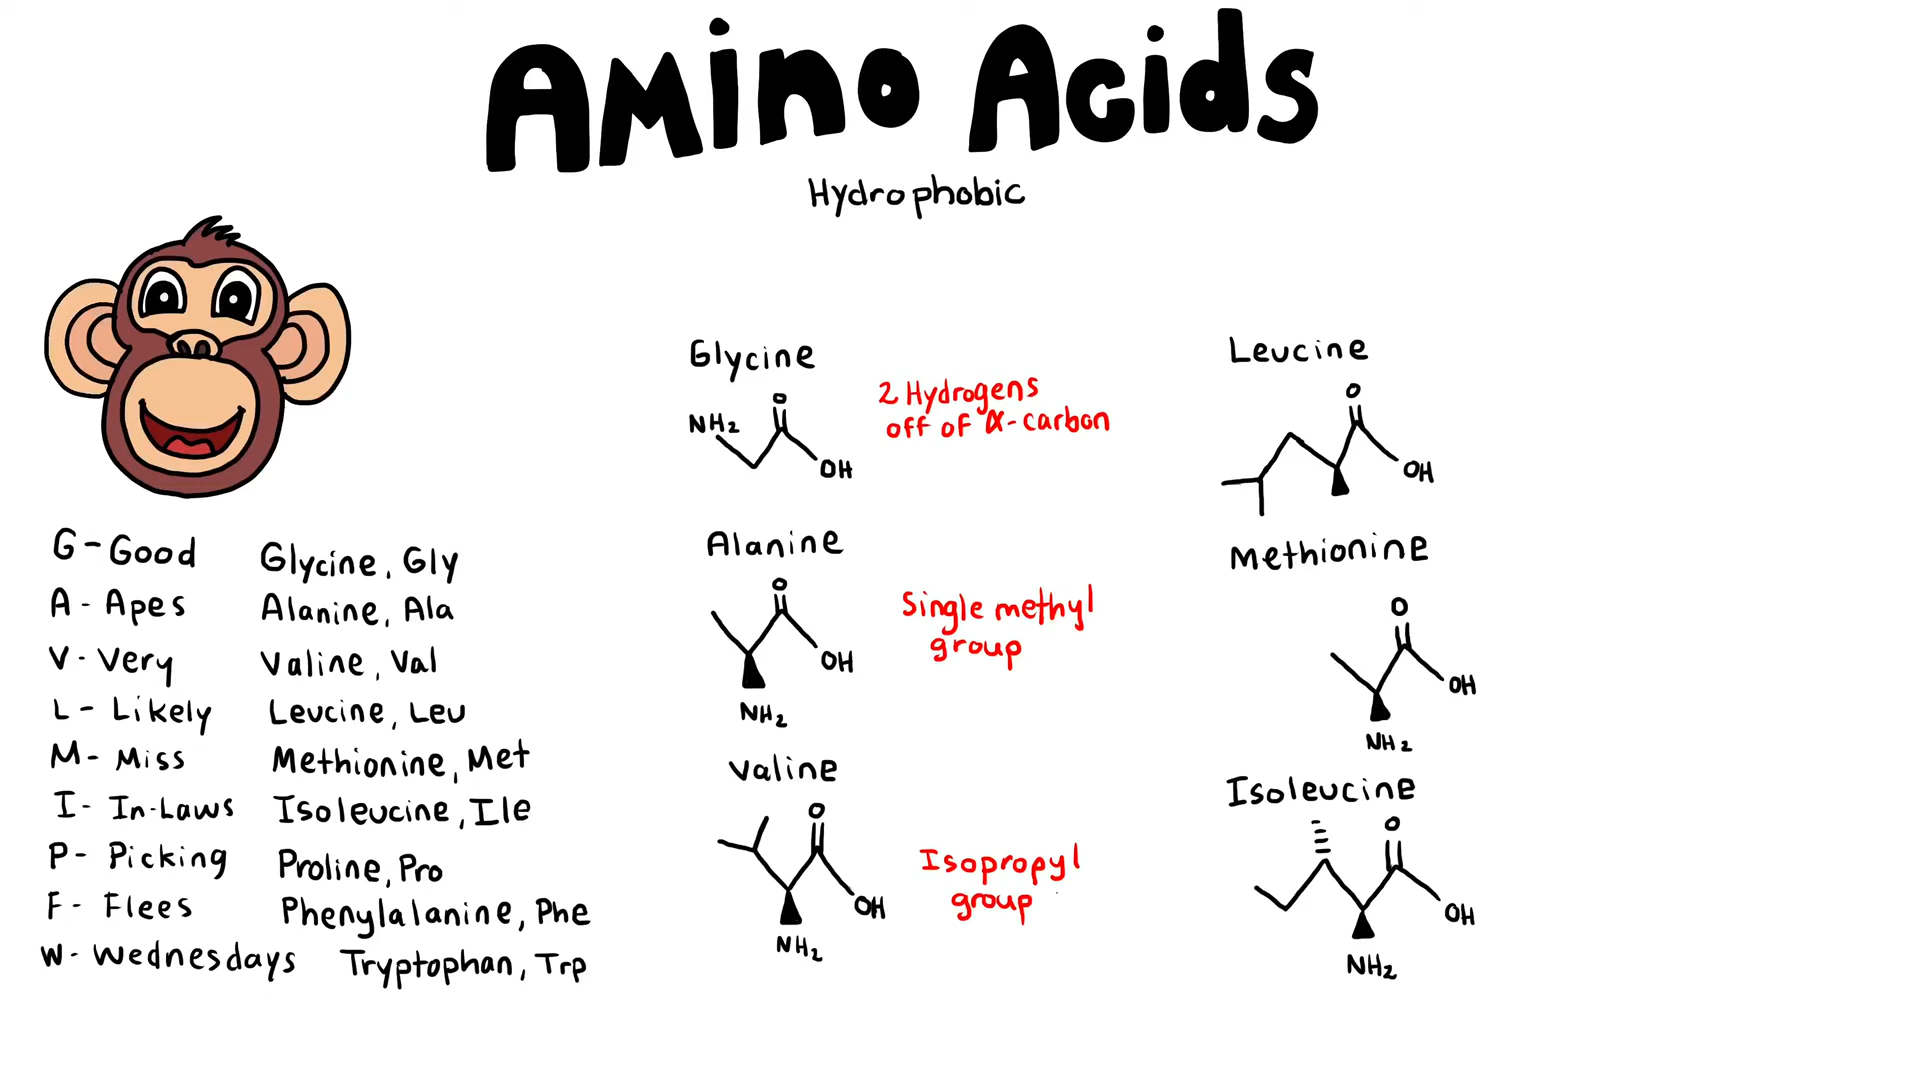 Amino Acids
Hydrophobic
G - Good Glycine, Gly
A - Apes Alanine, Ala
V - Very Valine, Val
L - Likely Leucine, Leu
M - Miss Methionine, Met
I - In-Laws Isoleucine, Ile
P - Picking Proline, Pro
F - Flees Phenylalanine, Phe
W - Wednesdays Tryptophan, Trp
Glycine
O
NH2
OH
2 Hydrogens
off of α-carbon
Alanine
O
OH
NH2
Single methyl
group
Valine
O
OH
NH2
Isopropyl
group
Leucine
O
OH
Methionine
O
OH
NH2
Isoleucine
O
OH
NH2